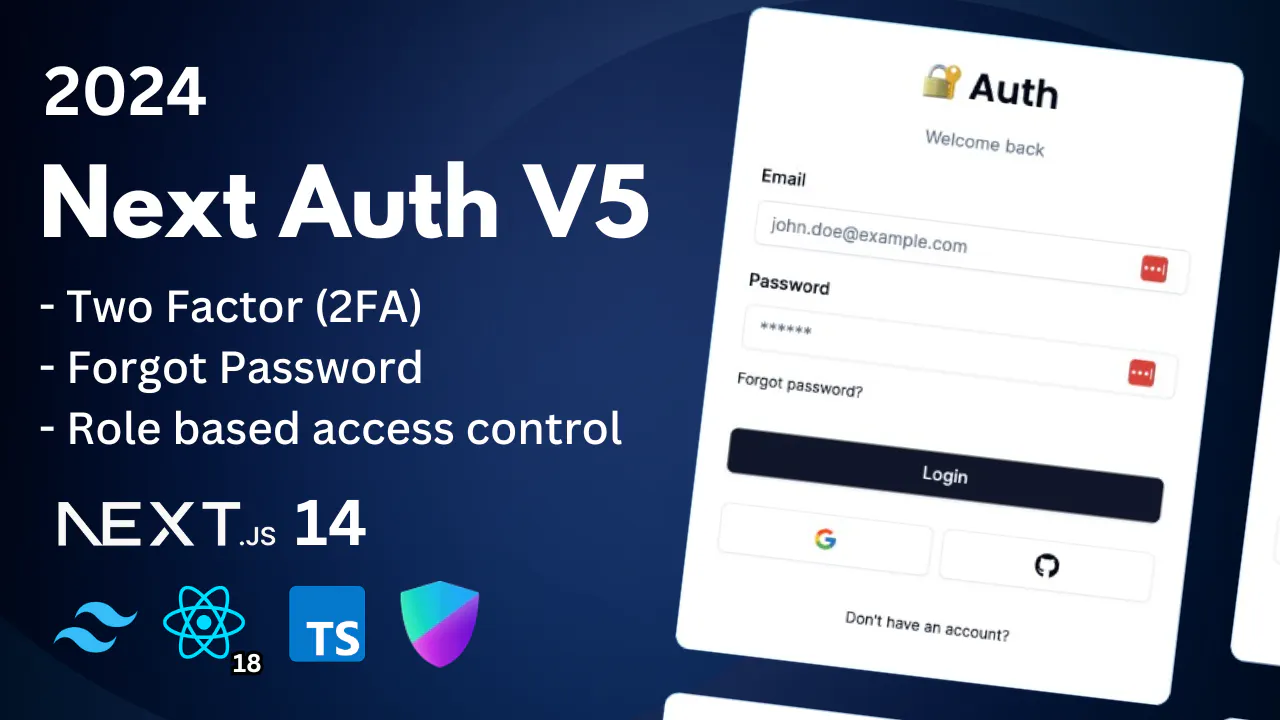 2024
Next Auth V5
- Two Factor (2FA)
- Forgot Password
- Role based access control
NEXT.JS 14
18
TS
Auth
Welcome back
Email
john.doe@example.com
Password
******
Forgot password?
Login
Don't have an account?